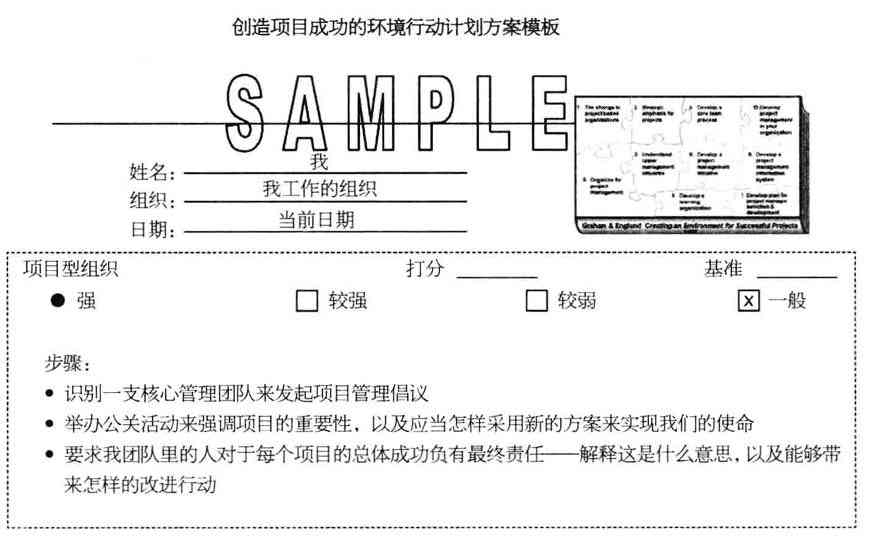 创造项目成功的环境行动计划方案模板
SAMPLE
1 The change to project-based organizations
2 Strategic emphasis for projects
4 Develop a core team process
10 Develop project management in your organization
3 Understand upper management influence
6 Develop a project management
9 Develop a project management information system
5 Organize for project management
8 Develop a learning organization
7 Develop plan for project manager selection & development
Graham & Englund Creating an Environment for Successful Projects
姓名： 我
组织： 我工作的组织
日期： 当前日期
项目型组织 打分 基准
● 强 □ 较强 □ 较弱 ☒ 一般
步骤：
• 识别一支核心管理团队来发起项目管理倡议
• 举办公关活动来强调项目的重要性，以及应当怎样采用新的方案来实现我们的使命
• 要求我团队里的人对于每个项目的总体成功负有最终责任——解释这是什么意思，以及能够带
来怎样的改进行动